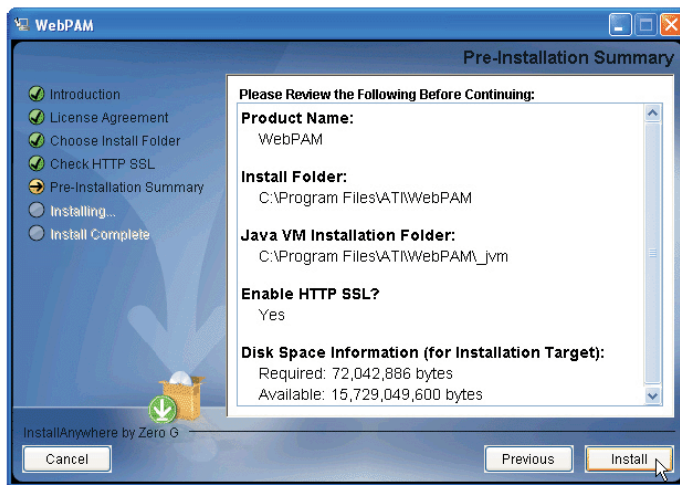 WebPAM
Pre-Installation Summary
Introduction
License Agreement
Choose Install Folder
Check HTTP SSL
Pre-Installation Summary
Installing...
Install Complete
Please Review the Following Before Continuing:
Product Name:
WebPAM
Install Folder:
C:\Program Files\ATI\WebPAM
Java VM Installation Folder:
C:\Program Files\ATI\WebPAM\_jvm
Enable HTTP SSL?
Yes
Disk Space Information (for Installation Target):
Required: 72,042,886 bytes
Available: 15,729,049,600 bytes
InstallAnywhere by Zero G
Cancel
Previous
Install